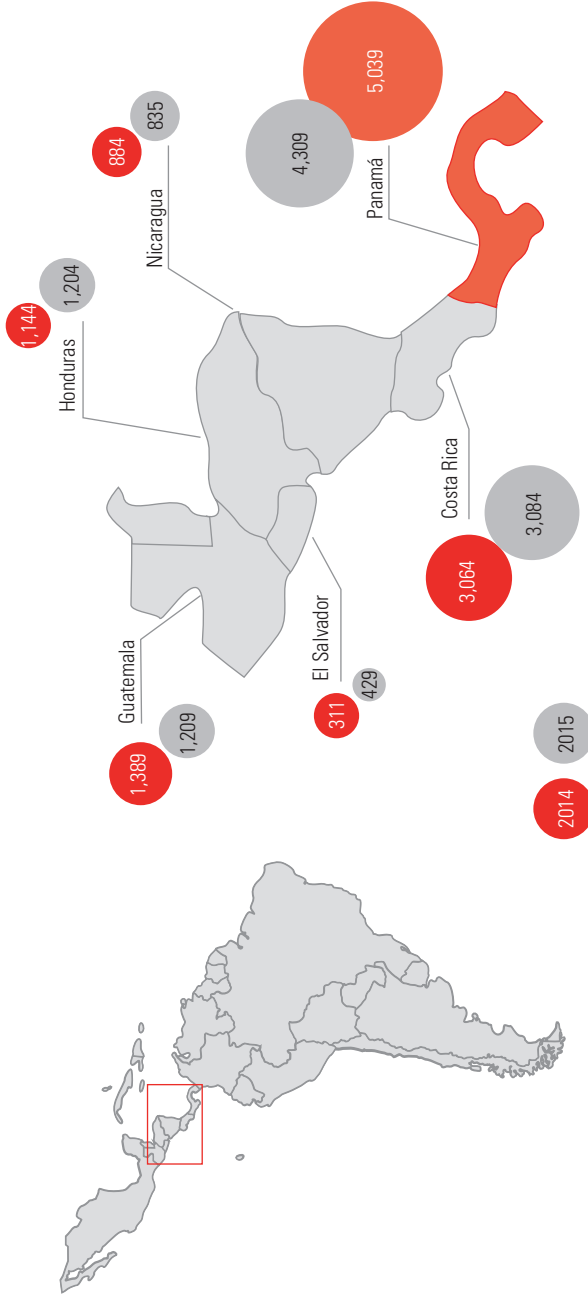 Guatemala
1,389
1,209
Honduras
1,144
1,204
Nicaragua
884
835
El Salvador
311
429
Costa Rica
3,064
3,084
Panamá
4,309
5,039
2014
2015